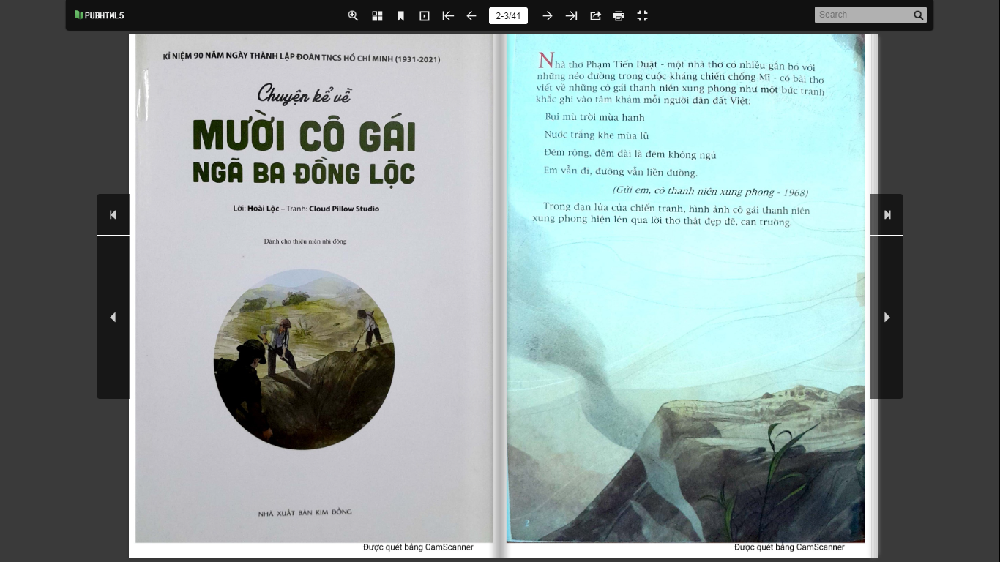 PUBHTML5
2-3/41
Search
KỈ NIỆM 90 NĂM NGÀY THÀNH LẬP ĐOÀN TNCS HỒ CHÍ MINH (1931-2021)
Chuyện kể về
MƯỜI CÔ GÁI
NGÃ BA ĐỒNG LỘC
Lời: Hoài Lộc – Tranh: Cloud Pillow Studio
Dành cho thiếu niên nhi đồng
NHÀ XUẤT BẢN KIM ĐỒNG
Được quét bằng CamScanner
Nhà thơ Phạm Tiến Duật - một nhà thơ có nhiều gắn bó với
những nẻo đường trong cuộc kháng chiến chống Mĩ - có bài thơ
viết về những cô gái thanh niên xung phong như một bức tranh
khắc ghi vào tâm khảm mỗi người dân đất Việt:
Bụi mù trời mùa hanh
Nước trắng khe mùa lũ
Đêm rộng, đêm dài là đêm không ngủ
Em vẫn đi, đường vẫn liền đường.
(Gửi em, cô thanh niên xung phong - 1968)
Trong đạn lửa của chiến tranh, hình ảnh cô gái thanh niên
xung phong hiện lên qua lời thơ thật đẹp đẽ, can trường.
2
Được quét bằng CamScanner